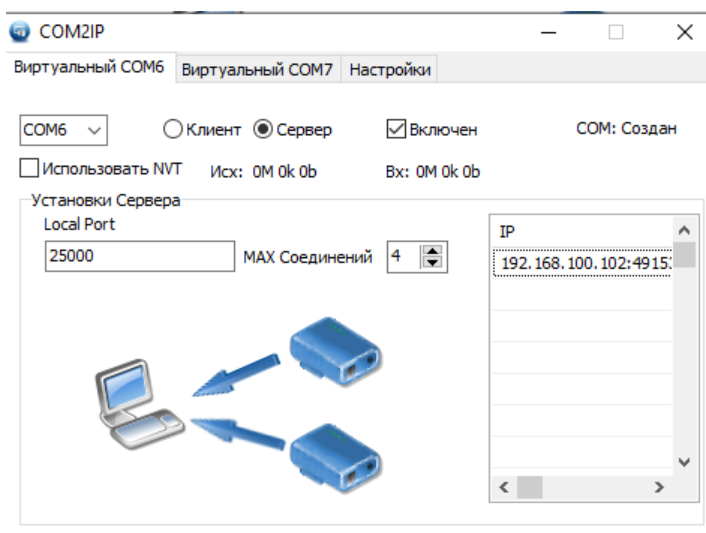 COM2IP
Виртуальный COM6 Виртуальный COM7 Настройки
COM6 Клиент Сервер Включен COM: Создан
Использовать NVT Исх: 0M 0k 0b Вх: 0M 0k 0b
Установки Сервера
Local Port
IP
25000 MAX Соединений 4
192.168.100.102:4915